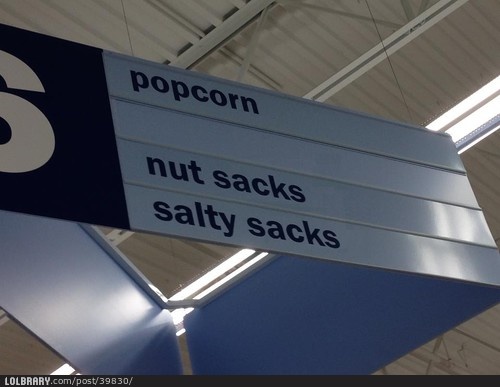 popcorn
nut sacks
salty sacks
LOLBRARY.com/post/39830/